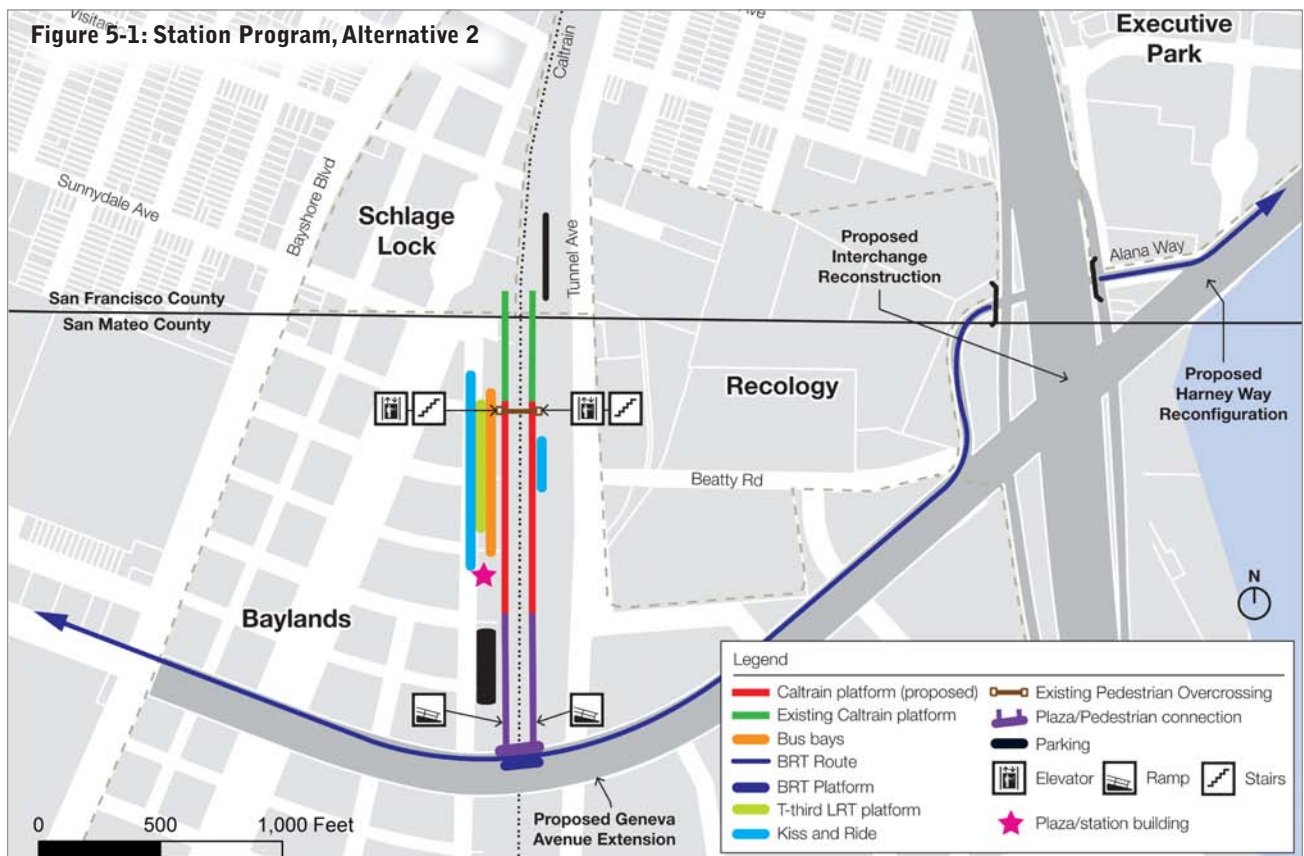 Figure 5-1: Station Program, Alternative 2
Ave
Executive
Park
Caltrain
Bayshore Blvd
Sunnydale Ave
Schlage
Lock
Tunnel Ave
Proposed
Interchange
Reconstruction
Alana Way
San Francisco County
San Mateo County
Recology
Proposed
Harney Way
Reconfiguration
Beatty Rd
N
Baylands
Legend
Caltrain platform (proposed)
Existing Caltrain platform
Bus bays
BRT Route
BRT Platform
T-third LRT platform
Kiss and Ride
Existing Pedestrian Overcrossing
Plaza/Pedestrian connection
Parking
Elevator
Ramp
Stairs
Plaza/station building
Proposed Geneva
Avenue Extension
0 500 1,000 Feet